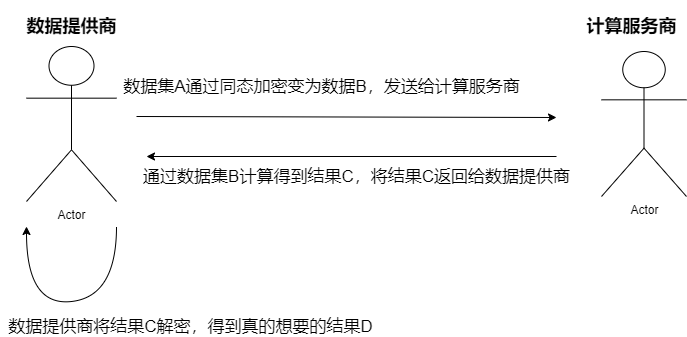 数据提供商
计算服务商
数据集A通过同态加密变为数据B，发送给计算服务商
通过数据集B计算得到结果C，将结果C返回给数据提供商
Actor
Actor
数据提供商将结果C解密，得到真的想要的结果D